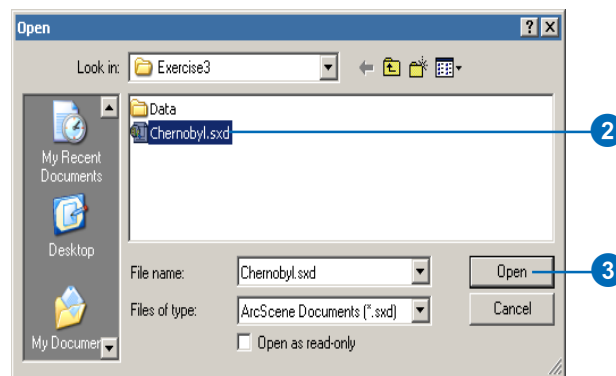 Open
Look in: Exercise3
Data
Chernobyl.sxd
2
My Recent
Documents
Desktop
My Documen
File name: Chernobyl.sxd Open
3
Files of type: ArcScene Documents (*.sxd) Cancel
Open as read-only